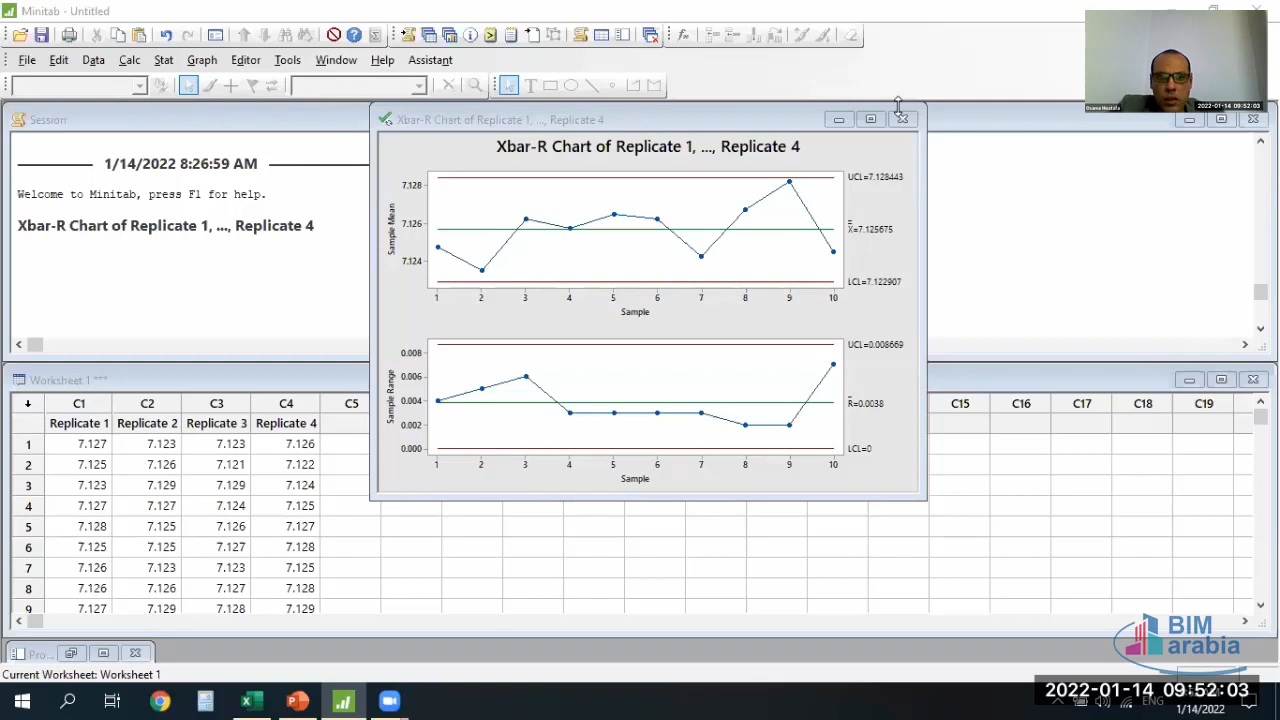 Minitab - Untitled
File Edit Data Calc Stat Graph Editor Tools Window Help Assistant
Osama Mostafa
2022-01-14 09:52:03
Session
1/14/2022 8:26:59 AM
Welcome to Minitab, press F1 for help.
Xbar-R Chart of Replicate 1, ..., Replicate 4
Xbar-R Chart of Replicate 1, ..., Replicate 4
Xbar-R Chart of Replicate 1, ..., Replicate 4
Sample Mean
7.128
7.126
7.124
UCL=7.128443
X=7.125675
LCL=7.122907
1 2 3 4 5 6 7 8 9 10
Sample
Sample Range
0.008
0.006
0.004
0.002
0.000
UCL=0.008669
R=0.0038
LCL=0
1 2 3 4 5 6 7 8 9 10
Sample
Worksheet 1 ***
C1 C2 C3 C4 C5 C15 C16 C17 C18 C19
Replicate 1 Replicate 2 Replicate 3 Replicate 4
1 7.127 7.123 7.123 7.126
2 7.125 7.126 7.121 7.122
3 7.123 7.129 7.129 7.124
4 7.127 7.127 7.124 7.125
5 7.128 7.125 7.126 7.127
6 7.125 7.125 7.127 7.128
7 7.126 7.123 7.123 7.125
8 7.126 7.126 7.127 7.128
9 7.127 7.129 7.128 7.129
BIM
arabia
Pro...
Current Worksheet: Worksheet 1
2022-01-14 09:52:03
ENG
1/14/2022